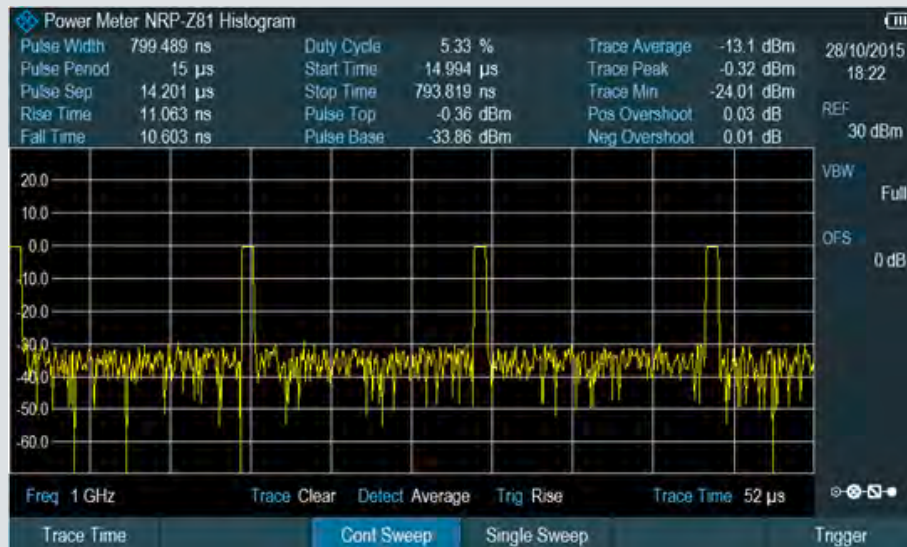 Power Meter NRP-Z81 Histogram
Pulse Width 799.489 ns Duty Cycle 5.33 % Trace Average -13.1 dBm
Pulse Period 15 µs Start Time 14.994 µs Trace Peak -0.32 dBm
Pulse Sep 14.201 µs Stop Time 793.819 ns Trace Min -24.01 dBm
Rise Time 11.063 ns Pulse Top -0.36 dBm Pos Overshoot 0.03 dB
Fall Time 10.603 ns Pulse Base -33.86 dBm Neg Overshoot 0.01 dB
28/10/2015
18:22
REF
30 dBm
VBW
Full
OFS
0 dB
20.0
10.0
0.0
-10.0
-20.0
-30.0
-40.0
-50.0
-60.0
Freq 1 GHz Trace Clear Detect Average Trig Rise Trace Time 52 µs
Trace Time Cont Sweep Single Sweep Trigger